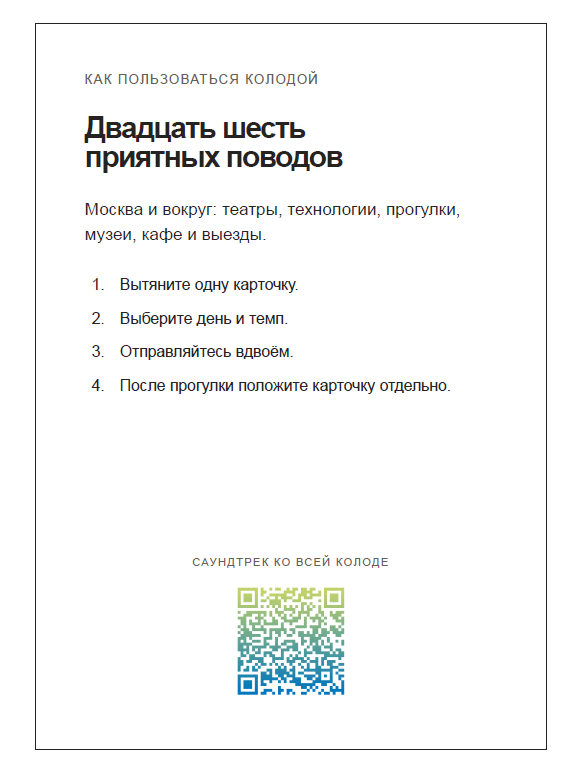 КАК ПОЛЬЗОВАТЬСЯ КОЛОДОЙ
Двадцать шесть
приятных поводов
Москва и вокруг: театры, технологии, прогулки,
музеи, кафе и выезды.
1. Вытяните одну карточку.
2. Выберите день и темп.
3. Отправляйтесь вдвоём.
4. После прогулки положите карточку отдельно.
САУНДТРЕК КО ВСЕЙ КОЛОДЕ